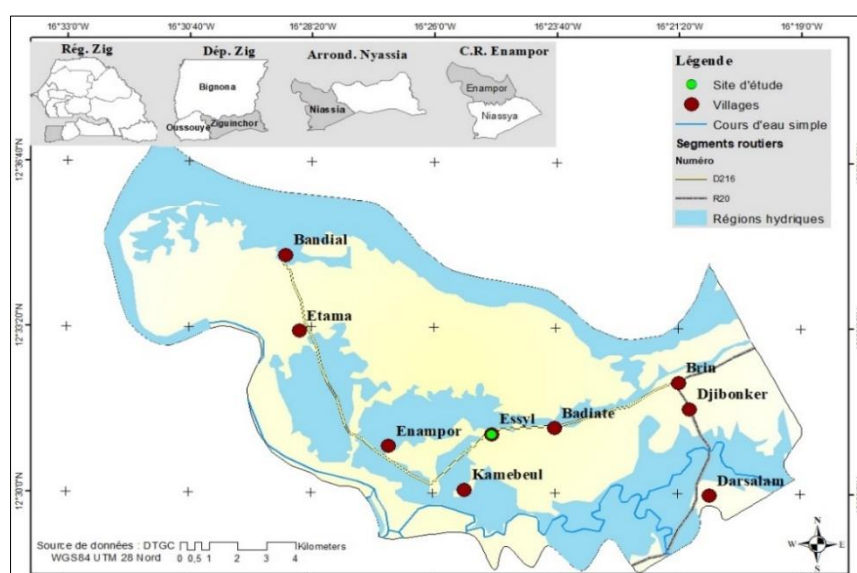 16°33'0"W 16°30'40"W 16°28'20"W 16°26'0"W 16°23'40"W 16°21'20"W 16°19'0"W
Rég. Zig
Dép. Zig
Arrond. Nyassia
C.R. Enampor
Bignona
Oussouye
Ziguinchor
Niassia
Enampor
Niassya
Légende
Site d'étude
Villages
Cours d'eau simple
Segments routiers
Numéro
D216
R20
Régions hydriques
12°36'40"N
12°33'20"N
12°30'0"N
Bandial
Etama
Brin
Djibonker
Essyl
Badiate
Enampor
Kamebeul
Darsalam
Source de données : DTGC
WGS84 UTM 28 Nord
0 0,5 1 2 3 4
Kilometers
N
W E
S